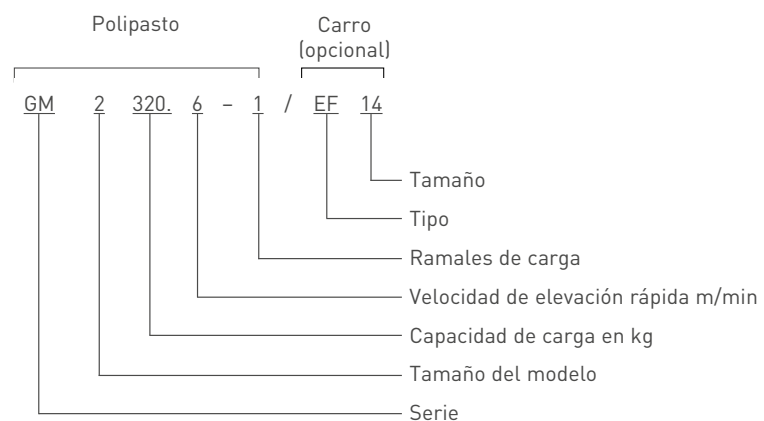 Polipasto
Carro
(opcional)
GM 2 320. 6 – 1 / EF 14
Tamaño
Tipo
Ramales de carga
Velocidad de elevación rápida m/min
Capacidad de carga en kg
Tamaño del modelo
Serie